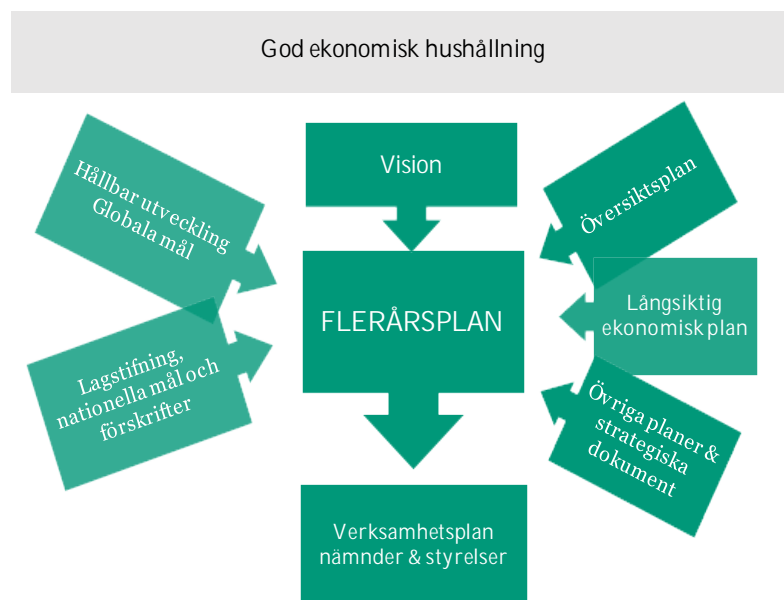 God ekonomisk hushållning
Vision
Hållbar utveckling
Globala mål
Översiktsplan
FLERÅRSPLAN
Långsiktig
ekonomisk plan
Lagstifning,
nationella mål och
förskrifter
Övriga planer &
strategiska
dokument
Verksamhetsplan
nämnder & styrelser